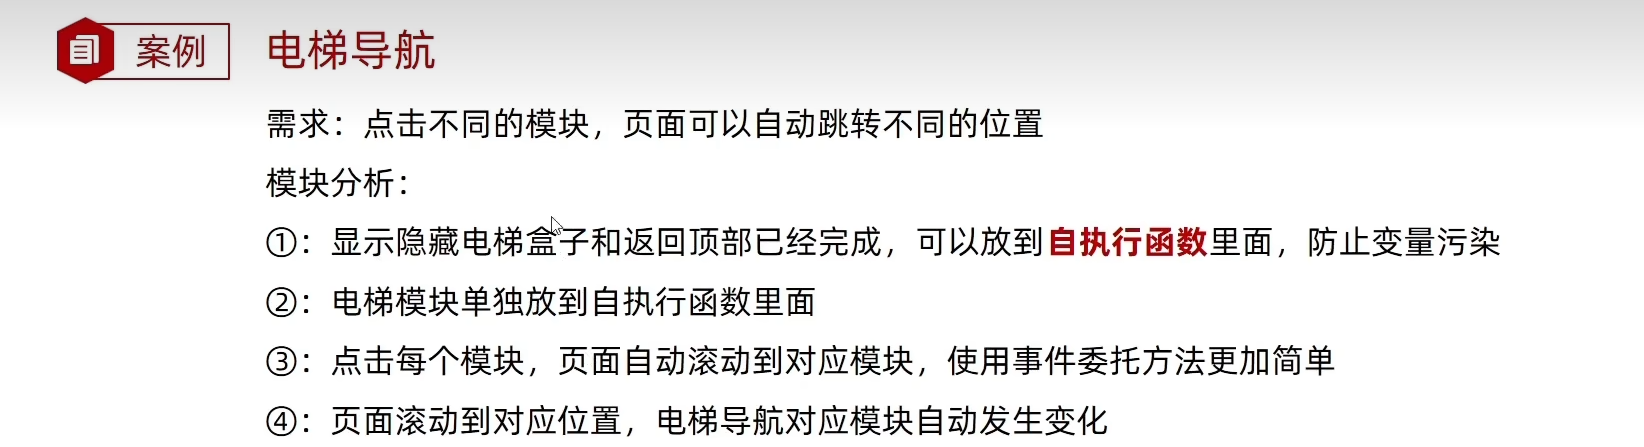 案例 电梯导航
需求：点击不同的模块，页面可以自动跳转不同的位置
模块分析：
①：显示隐藏电梯盒子和返回顶部已经完成，可以放到自执行函数里面，防止变量污染
②：电梯模块单独放到自执行函数里面
③：点击每个模块，页面自动滚动到对应模块，使用事件委托方法更加简单
④：页面滚动到对应位置，电梯导航对应模块自动发生变化